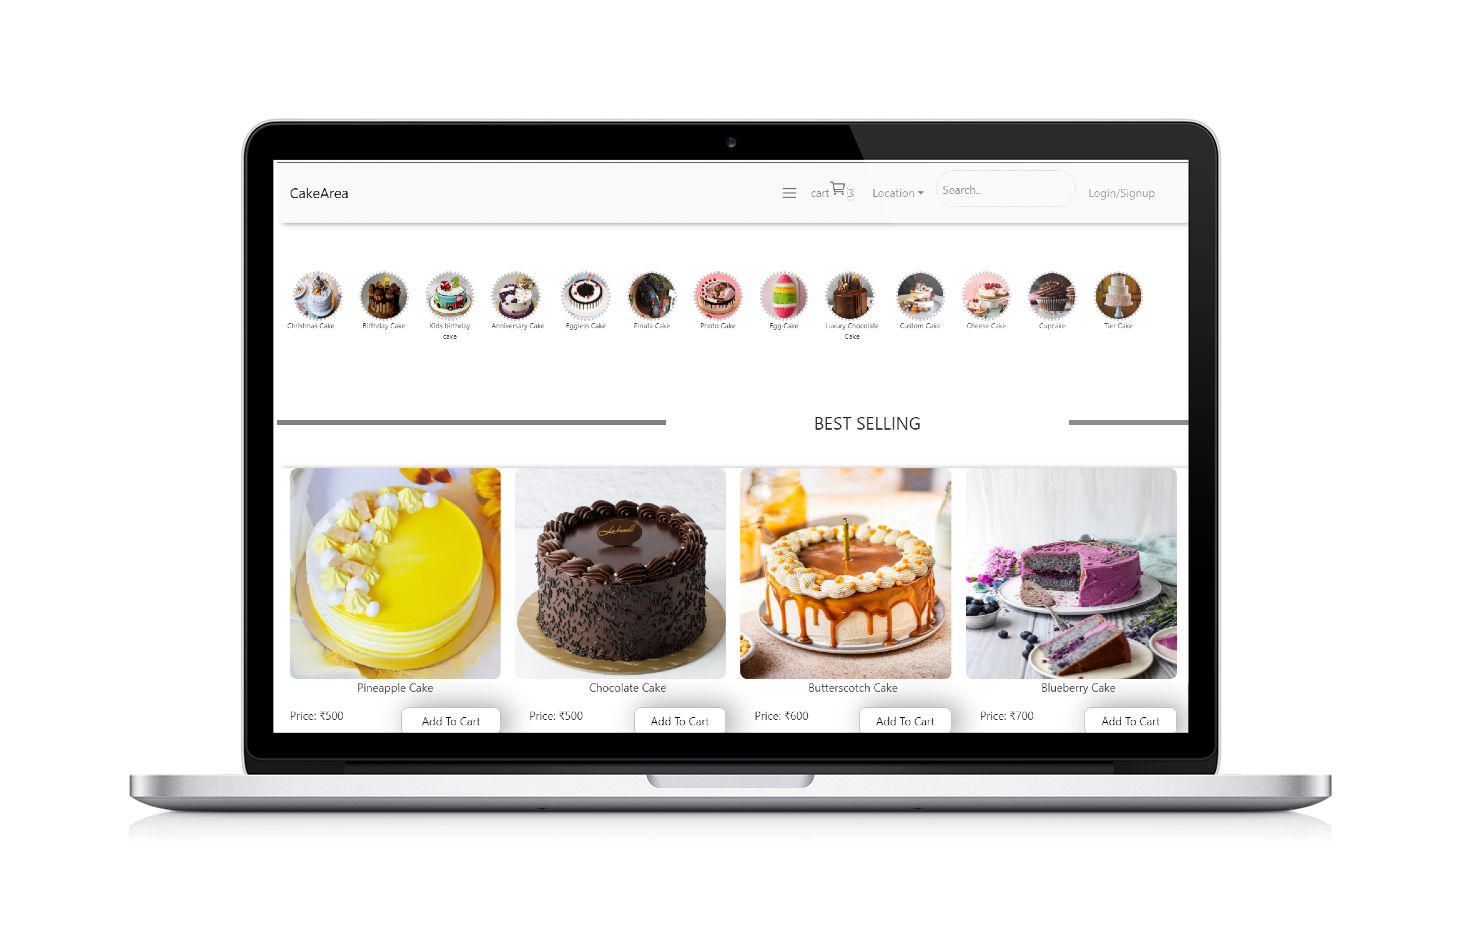 CakeArea
cart 3 Location Search.. Login/Signup
Christmas Cake
Birthday Cake
Kids birthday
cake
Anniversary Cake
Eggless Cake
Pinata Cake
Photo Cake
Egg Cake
Luxury Chocolate
Cake
Custom Cake
Cheese Cake
Cupcake
Tier Cake
BEST SELLING
Pineapple Cake
Price: ₹500 Add To Cart
Chocolate Cake
Price: ₹500 Add To Cart
Butterscotch Cake
Price: ₹600 Add To Cart
Blueberry Cake
Price: ₹700 Add To Cart